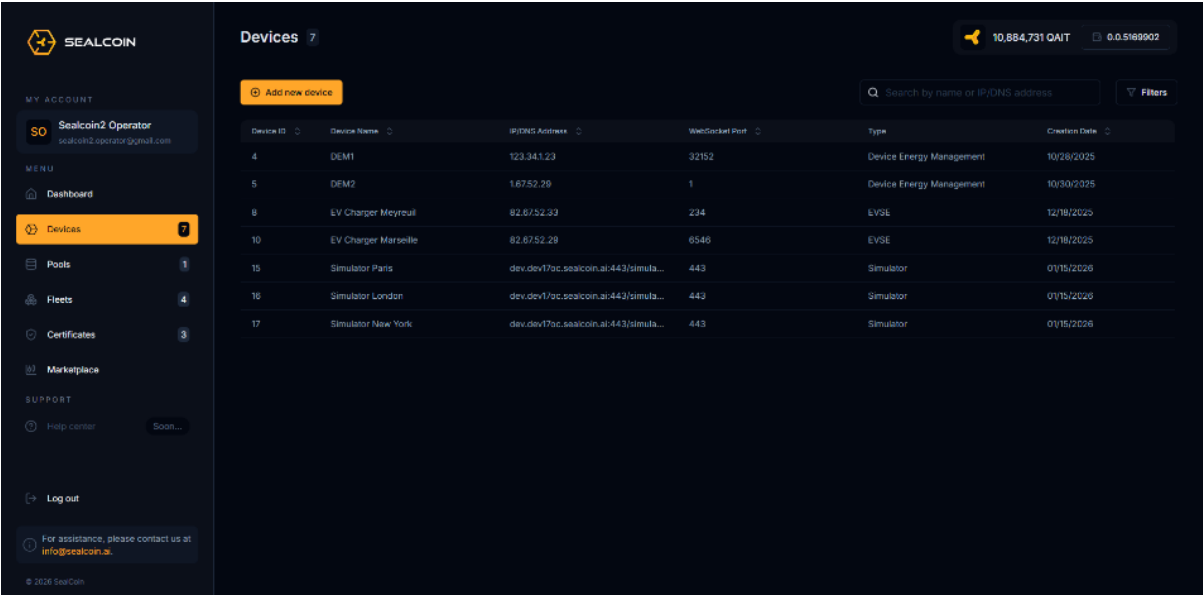 SEALCOIN
MY ACCOUNT
SO
Sealcoin2 Operator
sealcoin2.operator@gmail.com
MENU
Dashboard
Devices 7
Pools 1
Fleets 4
Certificates 3
Marketplace
SUPPORT
Help center Soon...
Log out
For assistance, please contact us at
info@sealcoin.ai.
© 2026 SealCoin
Devices 7
10,884,731 QAIT 0.0.5169902
Add new device
Search by name or IP/DNS address
Filters
Device ID Device Name IP/DNS Address WebSocket Port Type Creation Date
4 DEM1 123.34.1.23 32152 Device Energy Management 10/28/2025
5 DEM2 1.67.52.29 1 Device Energy Management 10/30/2025
8 EV Charger Meyreuil 82.67.52.33 234 EVSE 12/18/2025
10 EV Charger Marseille 82.67.52.29 6546 EVSE 12/18/2025
15 Simulator Paris dev.dev17oc.sealcoin.ai:443/simula... 443 Simulator 01/15/2026
16 Simulator London dev.dev17oc.sealcoin.ai:443/simula... 443 Simulator 01/15/2026
17 Simulator New York dev.dev17oc.sealcoin.ai:443/simula... 443 Simulator 01/15/2026